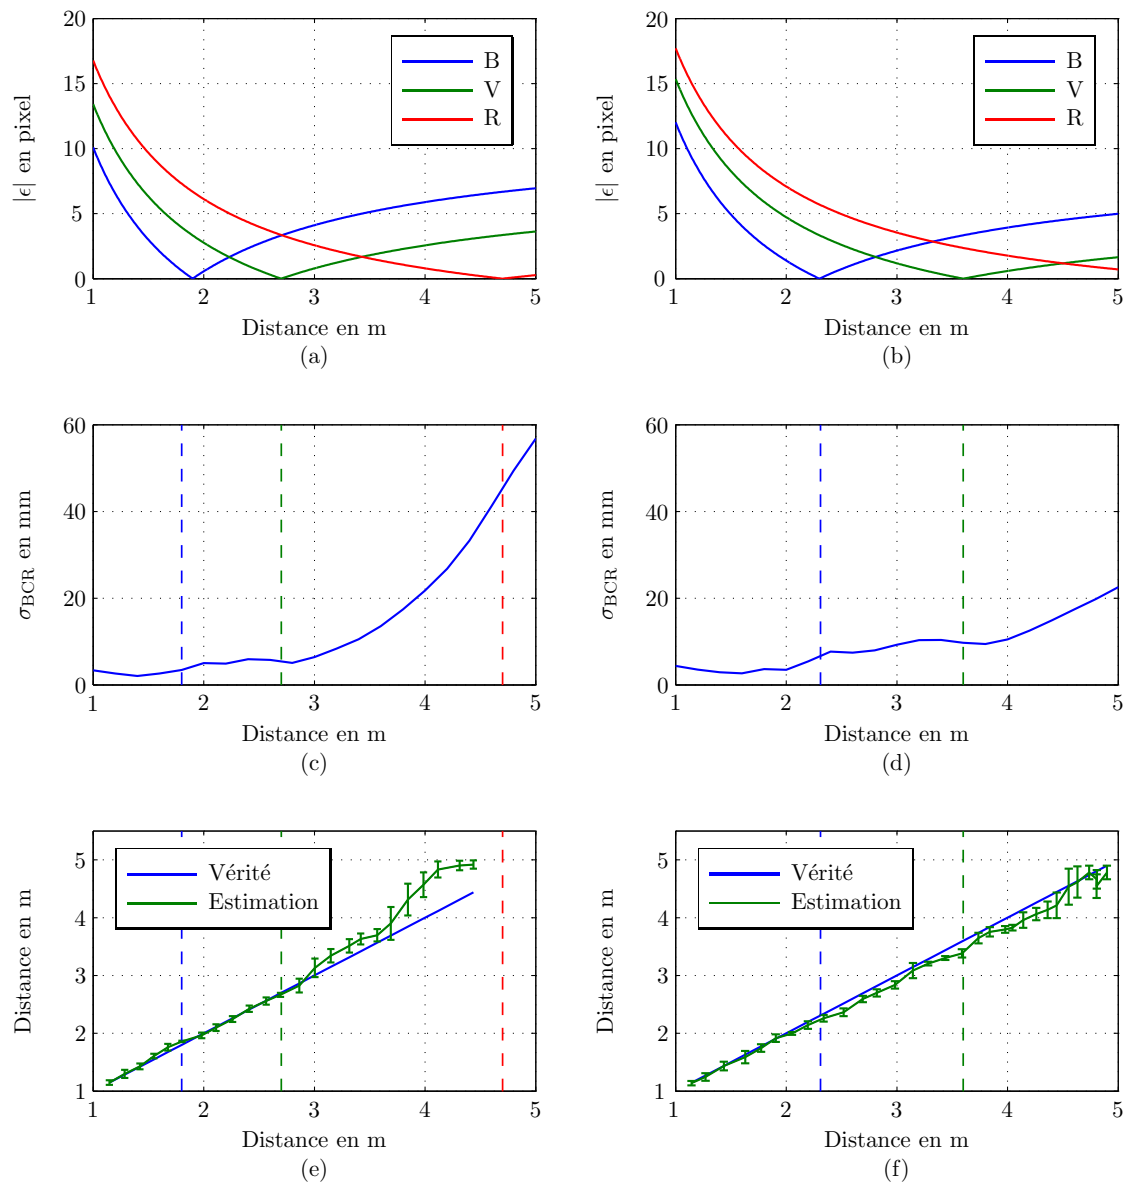 20
15
10
5
0
1 2 3 4 5
|ϵ| en pixel
B
V
R
Distance en m
(a)
20
15
10
5
0
1 2 3 4 5
|ϵ| en pixel
B
V
R
Distance en m
(b)
60
40
20
0
1 2 3 4 5
σBCR en mm
Distance en m
(c)
60
40
20
0
1 2 3 4 5
σBCR en mm
Distance en m
(d)
5
4
3
2
1
1 2 3 4 5
Distance en m
Vérité
Estimation
Distance en m
(e)
5
4
3
2
1
1 2 3 4 5
Distance en m
Vérité
Estimation
Distance en m
(f)